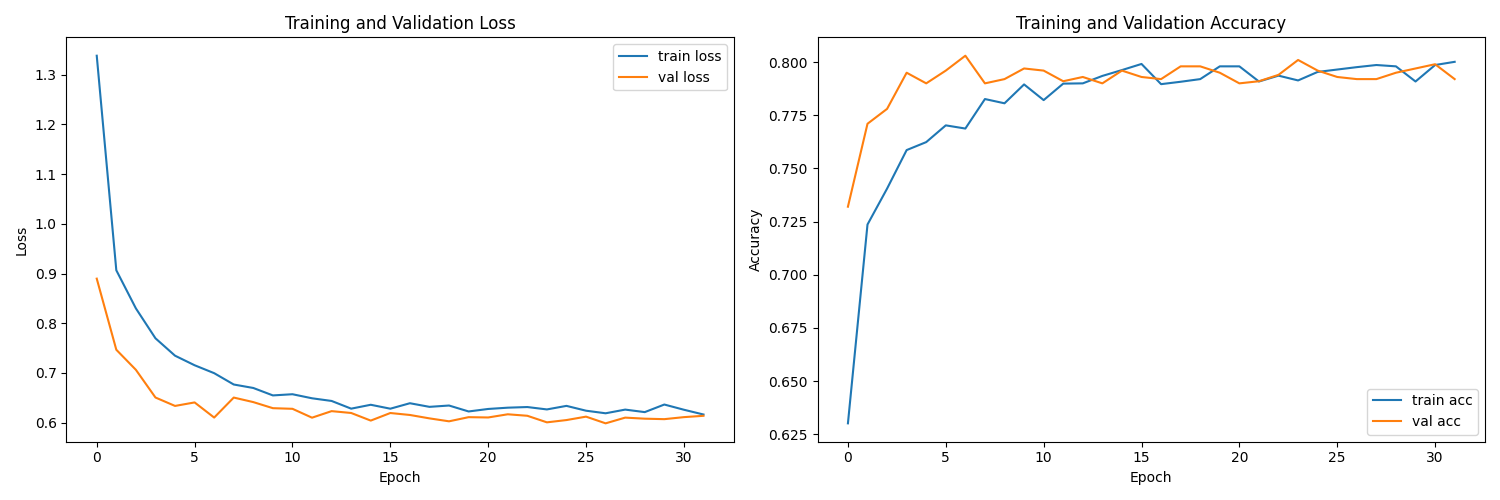 Training and Validation Loss
train loss
val loss
1.3
1.2
1.1
1.0
0.9
0.8
0.7
0.6
Loss
0 5 10 15 20 25 30
Epoch
Training and Validation Accuracy
0.800
0.775
0.750
0.725
0.700
0.675
0.650
0.625
Accuracy
train acc
val acc
0 5 10 15 20 25 30
Epoch